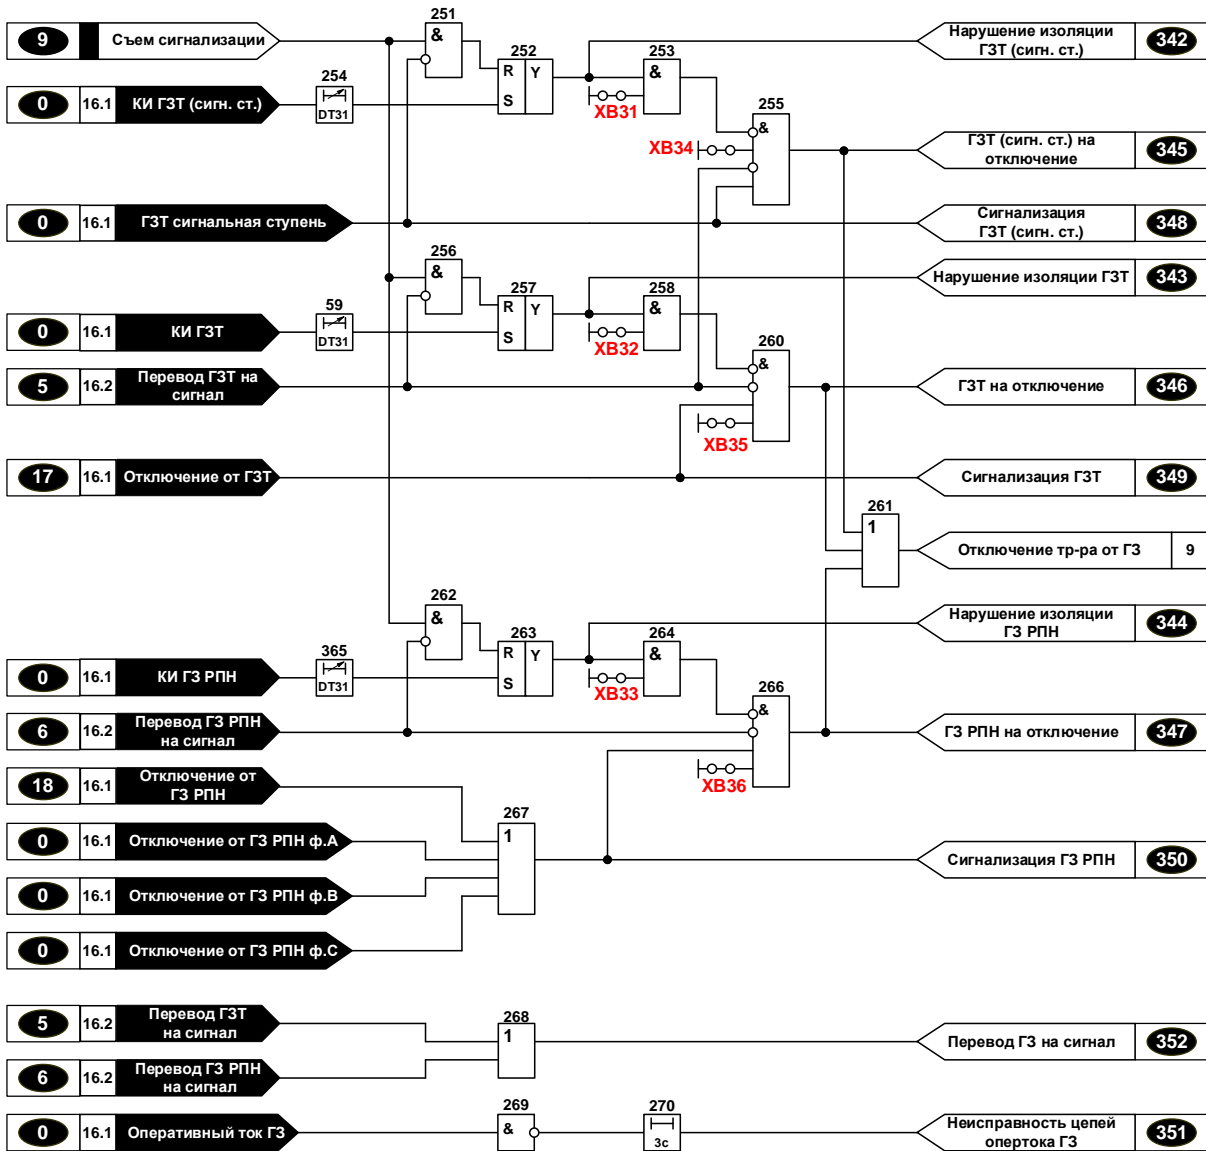 251
9 Съем сигнализации
&
252
R Y
S
253
&
Нарушение изоляции
ГЗТ (сигн. ст.)
342
254
DT31
0 16.1 КИ ГЗТ (сигн. ст.)
XB31
255
&
XB34
ГЗТ (сигн. ст.) на
отключение
345
0 16.1 ГЗТ сигнальная ступень
Сигнализация
ГЗТ (сигн. ст.)
348
256
&
257
R Y
S
258
&
Нарушение изоляции ГЗТ 343
59
DT31
0 16.1 КИ ГЗТ
XB32
260
&
5 16.2 Перевод ГЗТ на
сигнал
ГЗТ на отключение 346
XB35
17 16.1 Отключение от ГЗТ
Сигнализация ГЗТ 349
261
1
Отключение тр-ра от ГЗ 9
262
&
263
R Y
S
264
&
Нарушение изоляции
ГЗ РПН
344
365
DT31
0 16.1 КИ ГЗ РПН
XB33
266
&
6 16.2 Перевод ГЗ РПН
на сигнал
ГЗ РПН на отключение 347
XB36
18 16.1 Отключение от
ГЗ РПН
267
1
0 16.1 Отключение от ГЗ РПН ф.А
Сигнализация ГЗ РПН 350
0 16.1 Отключение от ГЗ РПН ф.В
0 16.1 Отключение от ГЗ РПН ф.С
5 16.2 Перевод ГЗТ
на сигнал
268
1
Перевод ГЗ на сигнал 352
6 16.2 Перевод ГЗ РПН
на сигнал
269
&
270
3с
0 16.1 Оперативный ток ГЗ
Неисправность цепей
опертока ГЗ
351